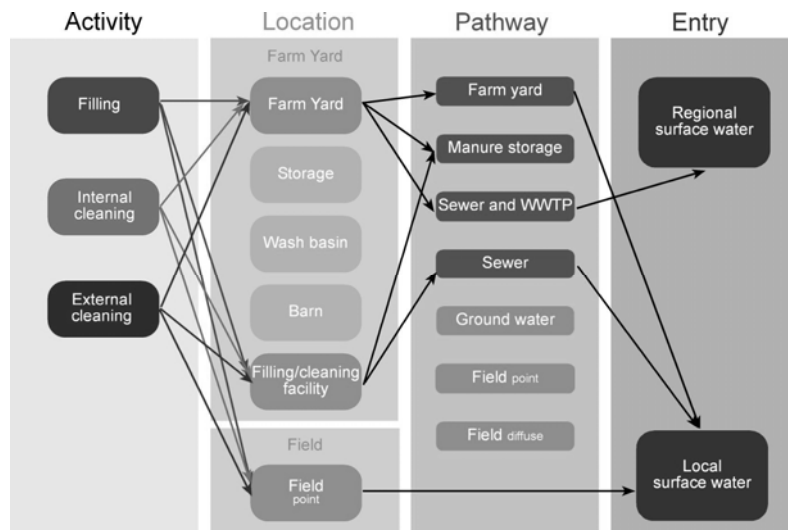 Activity
Location
Pathway
Entry
Farm Yard
Filling
Farm Yard
Farm yard
Regional
surface water
Manure storage
Storage
Internal
cleaning
Sewer and WWTP
Wash basin
Sewer
External
cleaning
Barn
Ground water
Filling/cleaning
facility
Field point
Field diffuse
Field
Field
point
Local
surface water